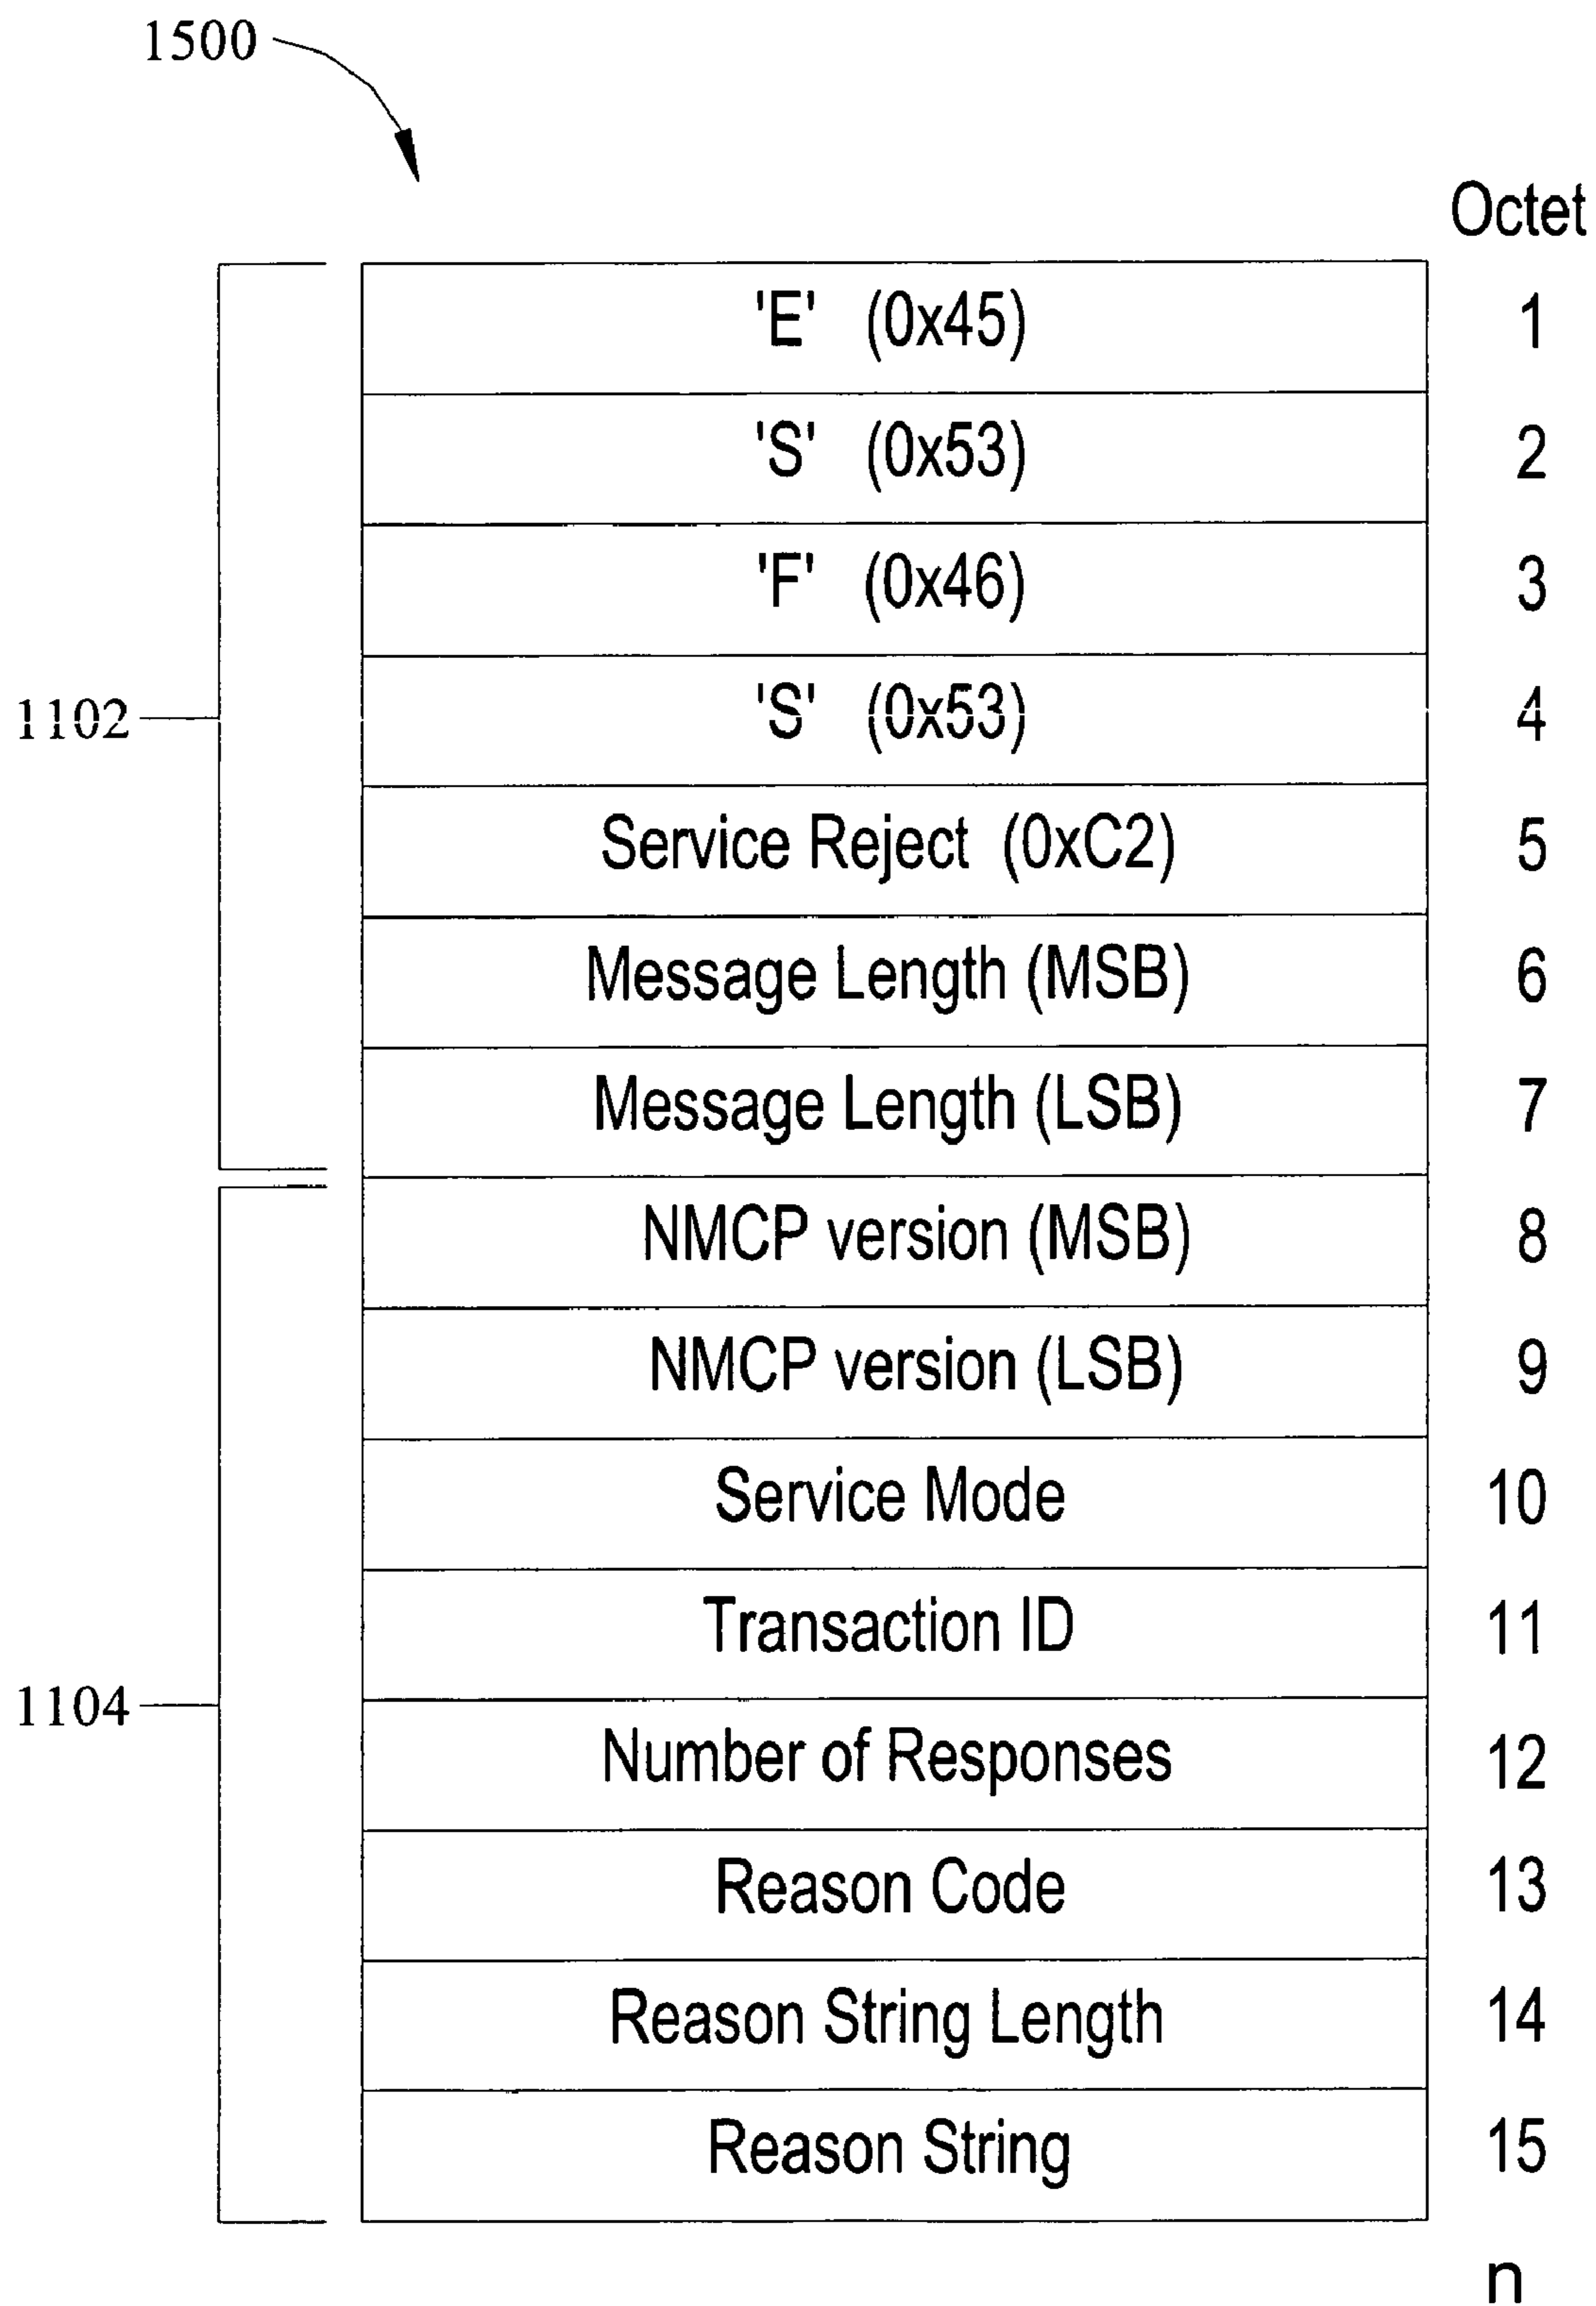 1500
Octet
'E' (0x45) 1
'S' (0x53) 2
'F' (0x46) 3
1102 'S' (0x53) 4
Service Reject (0xC2) 5
Message Length (MSB) 6
Message Length (LSB) 7
NMCP version (MSB) 8
NMCP version (LSB) 9
Service Mode 10
Transaction ID 11
1104 Number of Responses 12
Reason Code 13
Reason String Length 14
Reason String 15
n